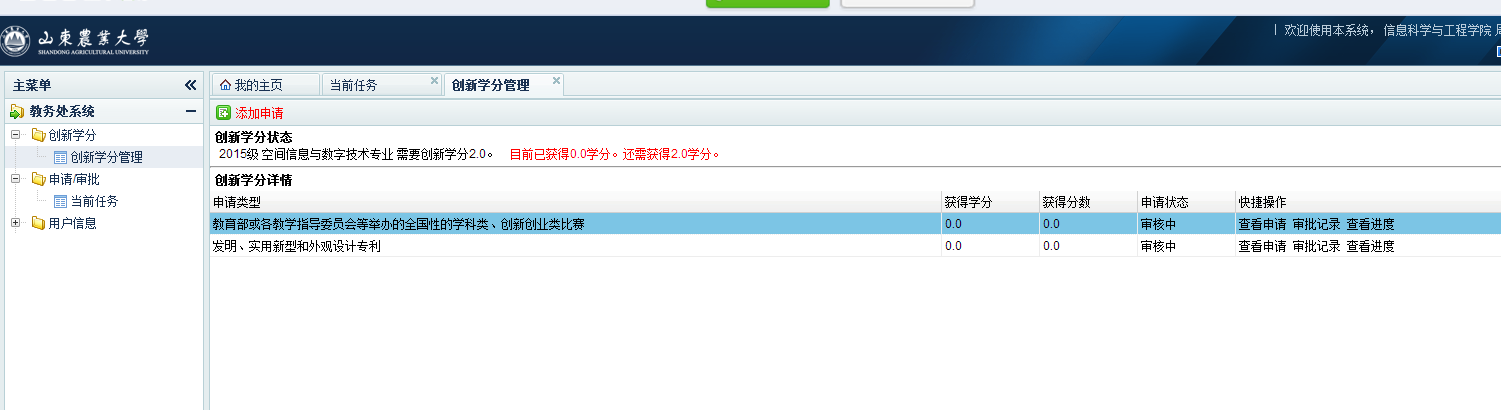 山東農業大學
SHANDONG AGRICULTURAL UNIVERSITY
| 欢迎使用本系统, 信息科学与工程学院
主菜单
我的主页 当前任务 创新学分管理
教务处系统
添加申请
创新学分
创新学分管理
申请/审批
当前任务
用户信息
创新学分状态
2015级 空间信息与数字技术专业 需要创新学分2.0。 目前已获得0.0学分。还需获得2.0学分。
创新学分详情
申请类型 获得学分 获得分数 申请状态 快捷操作
教育部或各教学指导委员会等举办的全国性的学科类、创新创业类比赛 0.0 0.0 审核中 查看申请 审批记录 查看进度
发明、实用新型和外观设计专利 0.0 0.0 审核中 查看申请 审批记录 查看进度